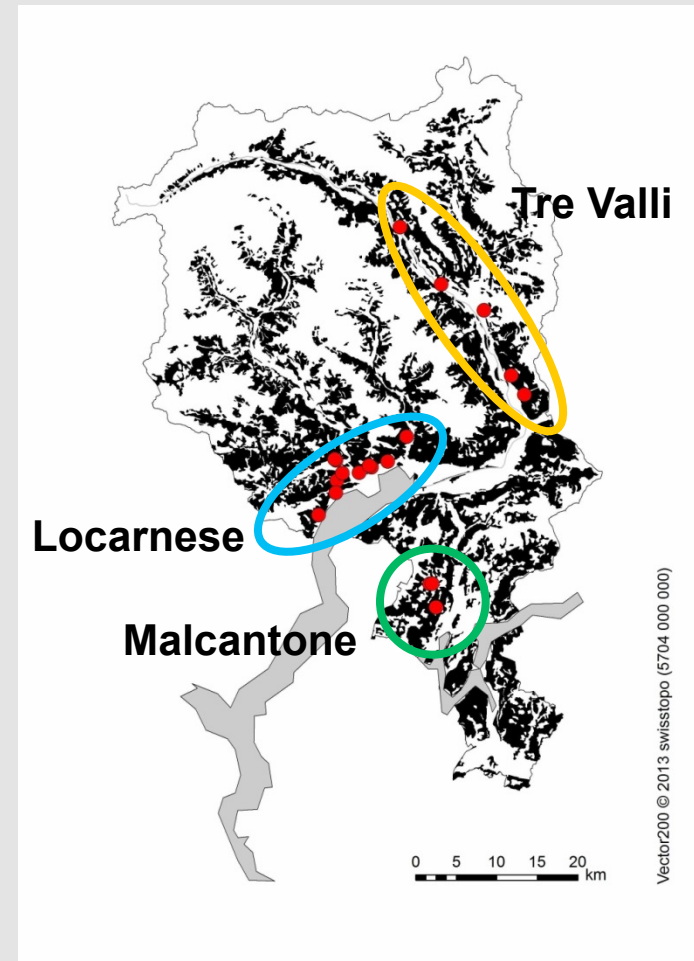 Tre Valli
Locarnese
Malcantone
0 5 10 15 20
km
Vector200 © 2013 swisstopo (5704 000 000)